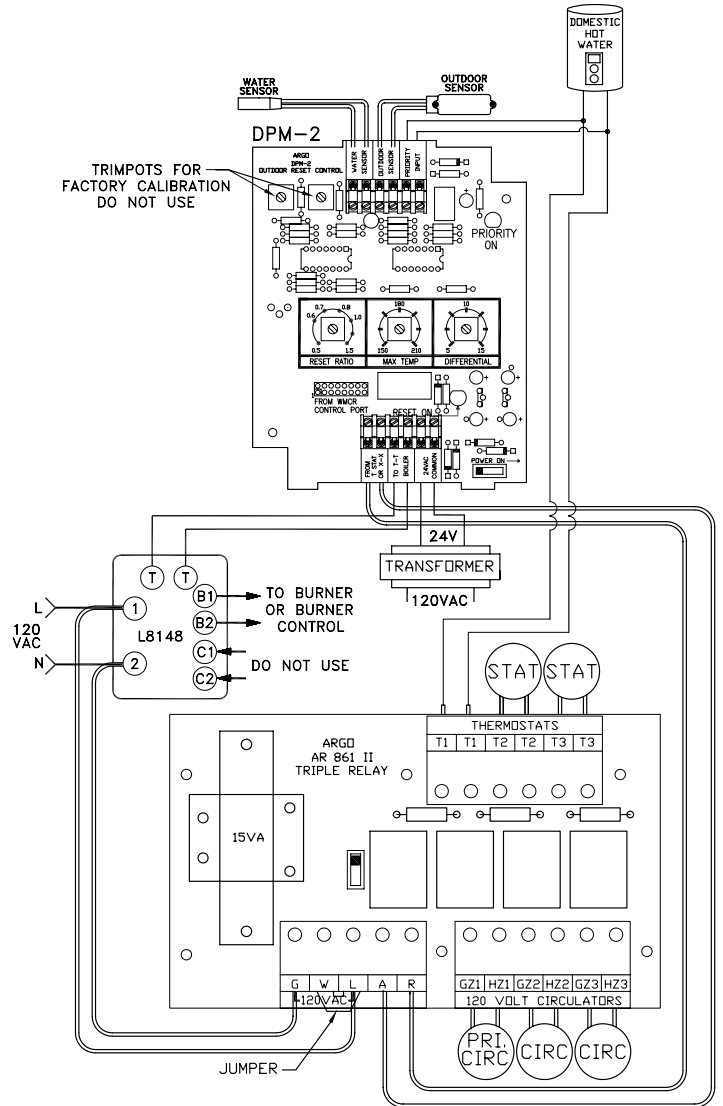 DOMESTIC
HOT
WATER
WATER
SENSOR
OUTDOOR
SENSOR
DPM-2
ARGO
DPM-2
OUTDOOR RESET CONTROL
WATER
SENSOR
OUTDOOR
SENSOR
PRIORITY
INPUT
TRIMPOTS FOR
FACTORY CALIBRATION
DO NOT USE
PRIORITY
ON
0.5
0.6
0.7
0.8
1.0
1.5
RESET RATIO
150
180
210
MAX TEMP
5
10
15
DIFFERENTIAL
1
FROM WMCR
CONTROL PORT
RESET ON
FROM
T STAT
OR X-X
TO T-T
BOILER
24VAC
COMMON
POWER ON→
24V
TRANSFORMER
120VAC
T T
B1
B2
C1
C2
1
2
L8148
L
120
VAC
N
TO BURNER
OR BURNER
CONTROL
DO NOT USE
STAT STAT
THERMOSTATS
T1 T1 T2 T2 T3 T3
ARGO
AR 861 II
TRIPLE RELAY
15VA
G W L A R
120VAC
GZ1 HZ1 GZ2 HZ2 GZ3 HZ3
120 VOLT CIRCULATORS
PRI.
CIRC
CIRC
CIRC
JUMPER